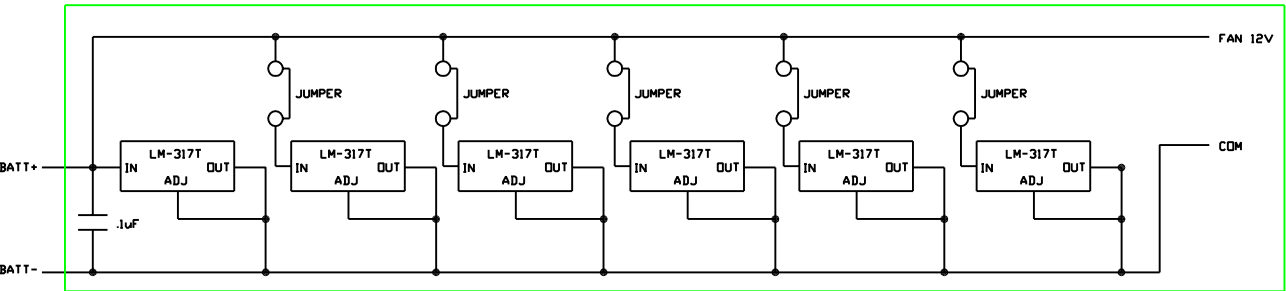 FAN 12V
JUMPER JUMPER JUMPER JUMPER JUMPER
COM
LM-317T LM-317T LM-317T LM-317T LM-317T LM-317T
BATT+ IN OUT IN OUT IN OUT IN OUT IN OUT IN OUT
ADJ ADJ ADJ ADJ ADJ ADJ
.1uF
BATT-